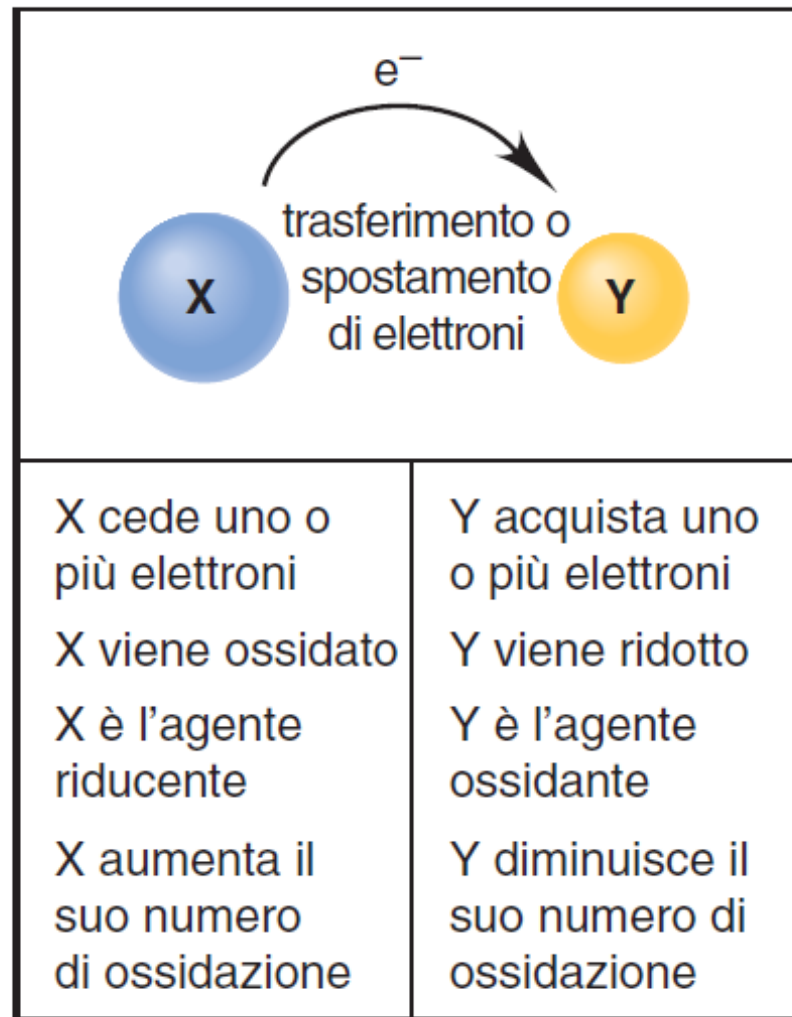 e⁻
trasferimento o
spostamento
di elettroni
X
Y
X cede uno o
più elettroni
X viene ossidato
X è l'agente
riducente
X aumenta il
suo numero
di ossidazione
Y acquista uno
o più elettroni
Y viene ridotto
Y è l'agente
ossidante
Y diminuisce il
suo numero di
ossidazione